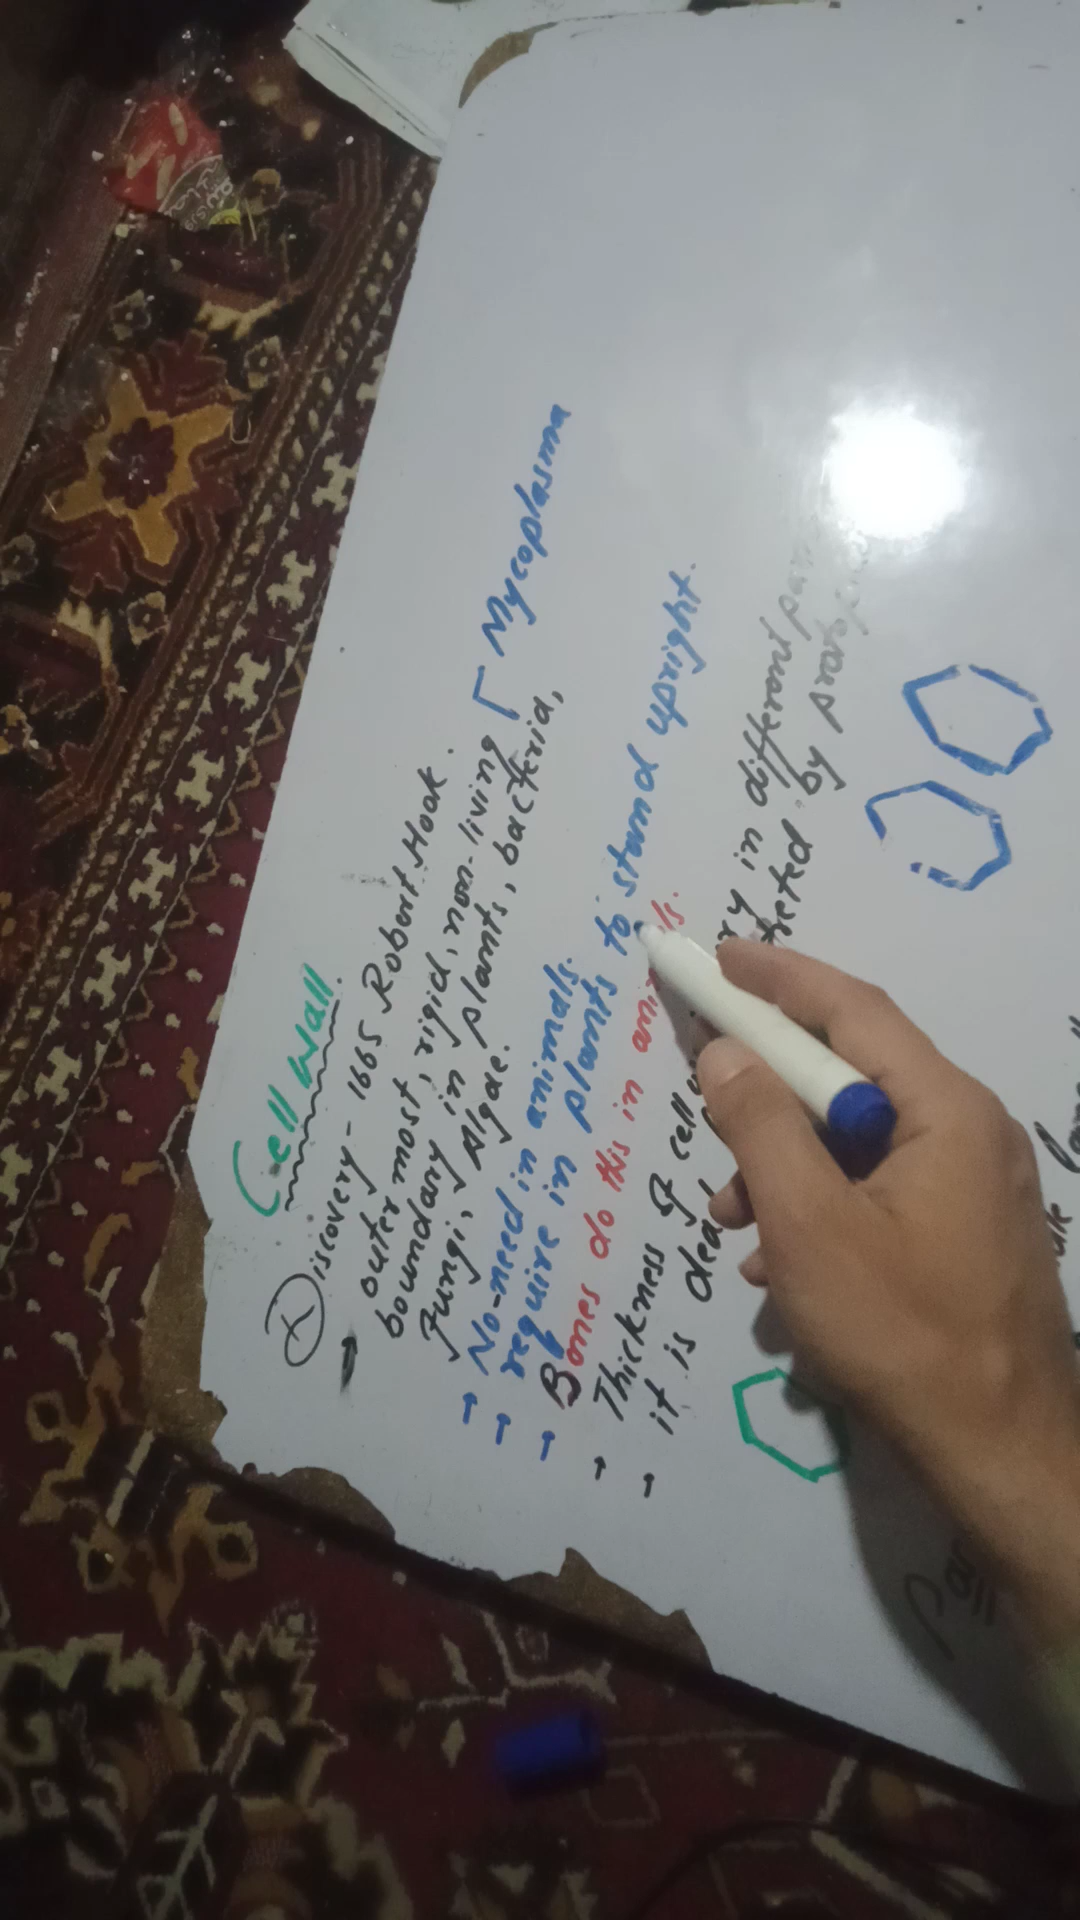 Cell Wall.
① Discovery - 1665 Robert Hook.
→ outer most, rigid, non-living
boundary in plants, bacteria, [ Mycoplasma
fungi, Algae.
→ No-need in animals.
→ require in plants to stand upright.
→ Bones do this in
→ Thickness of cell in different
→ it is by